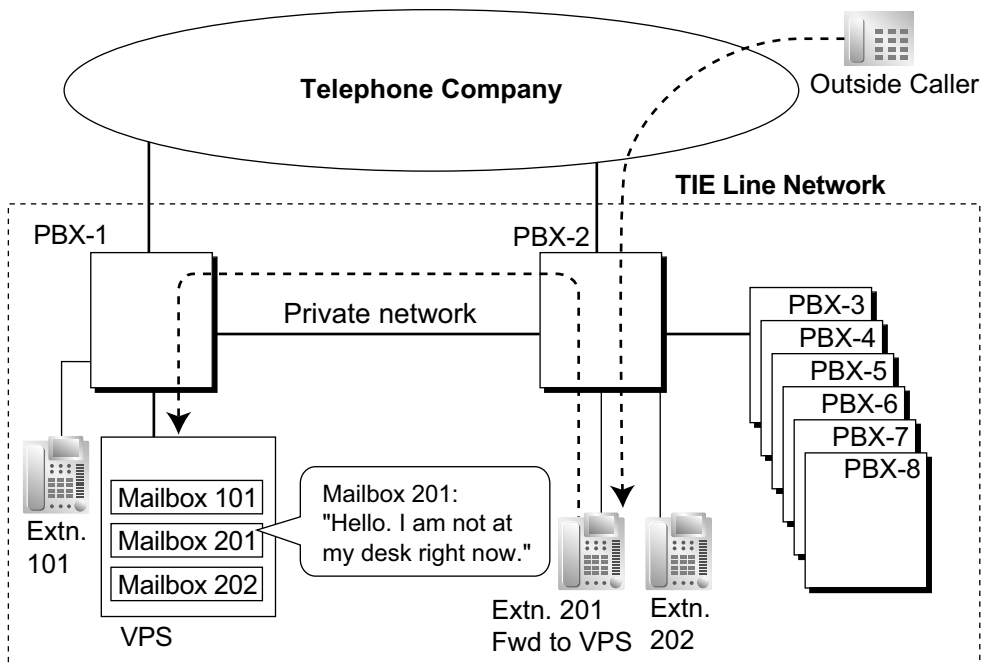 Telephone Company
Outside Caller
TIE Line Network
PBX-1
PBX-2
Private network
PBX-3
PBX-4
PBX-5
PBX-6
PBX-7
PBX-8
Extn.
101
Mailbox 101
Mailbox 201
Mailbox 202
VPS
Mailbox 201:
"Hello. I am not at
my desk right now."
Extn. 201
Fwd to VPS
Extn.
202